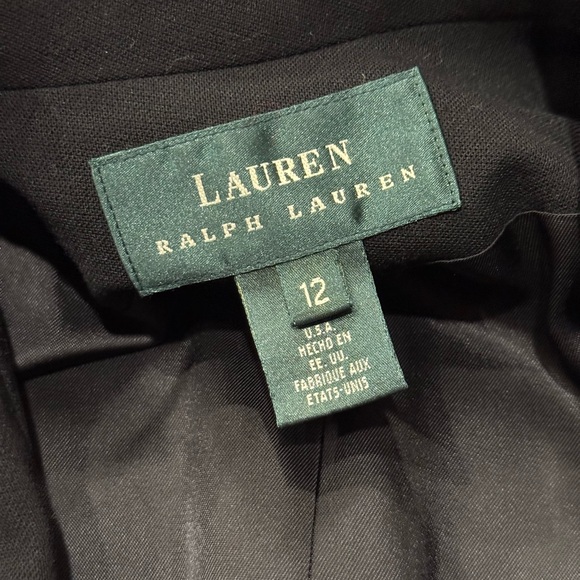 LAUREN
RALPH LAUREN
12
U.S.A.
HECHO EN
EE. UU.
FABRIQUE AUX
ETATS-UNIS